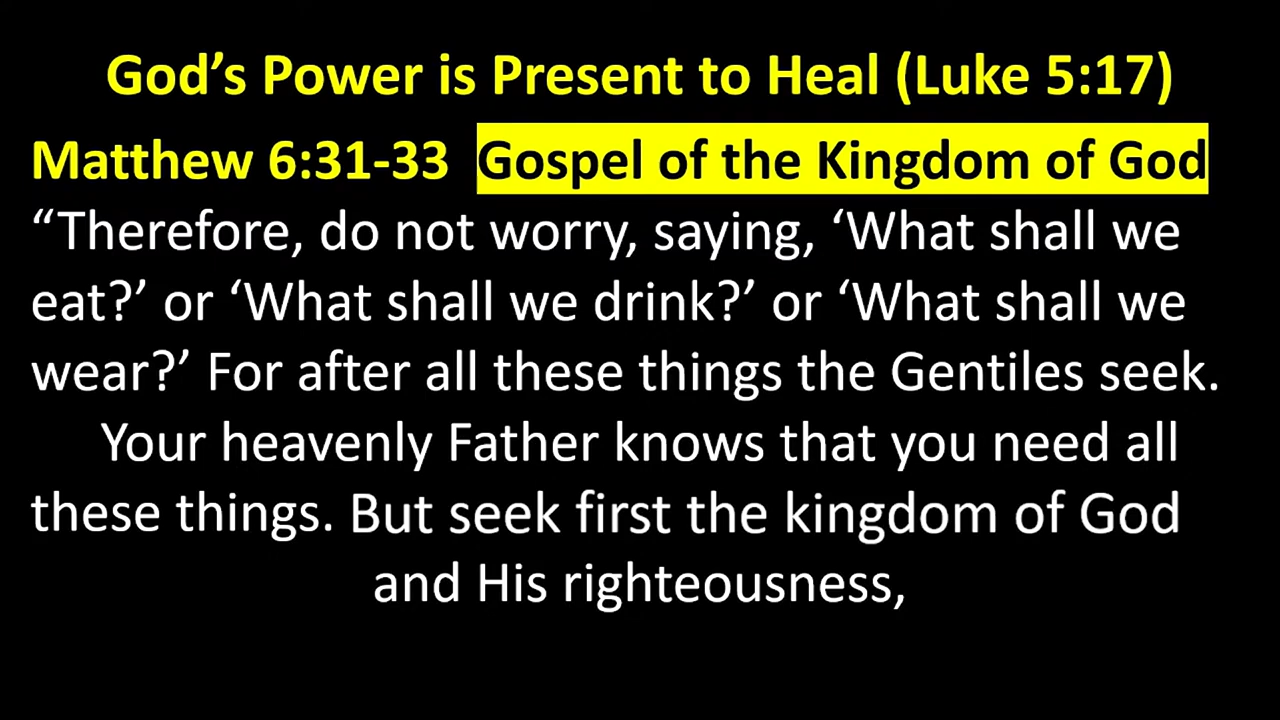 God’s Power is Present to Heal (Luke 5:17)
Matthew 6:31-33 Gospel of the Kingdom of God
“Therefore, do not worry, saying, ‘What shall we
eat?’ or ‘What shall we drink?’ or ‘What shall we
wear?’ For after all these things the Gentiles seek.
Your heavenly Father knows that you need all
these things. But seek first the kingdom of God
and His righteousness,